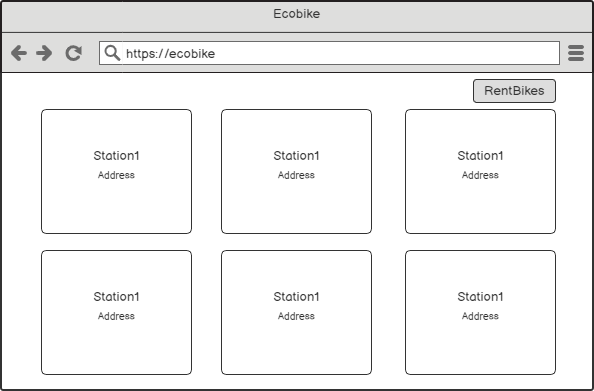 Ecobike
https://ecobike
RentBikes
Station1
Address
Station1
Address
Station1
Address
Station1
Address
Station1
Address
Station1
Address